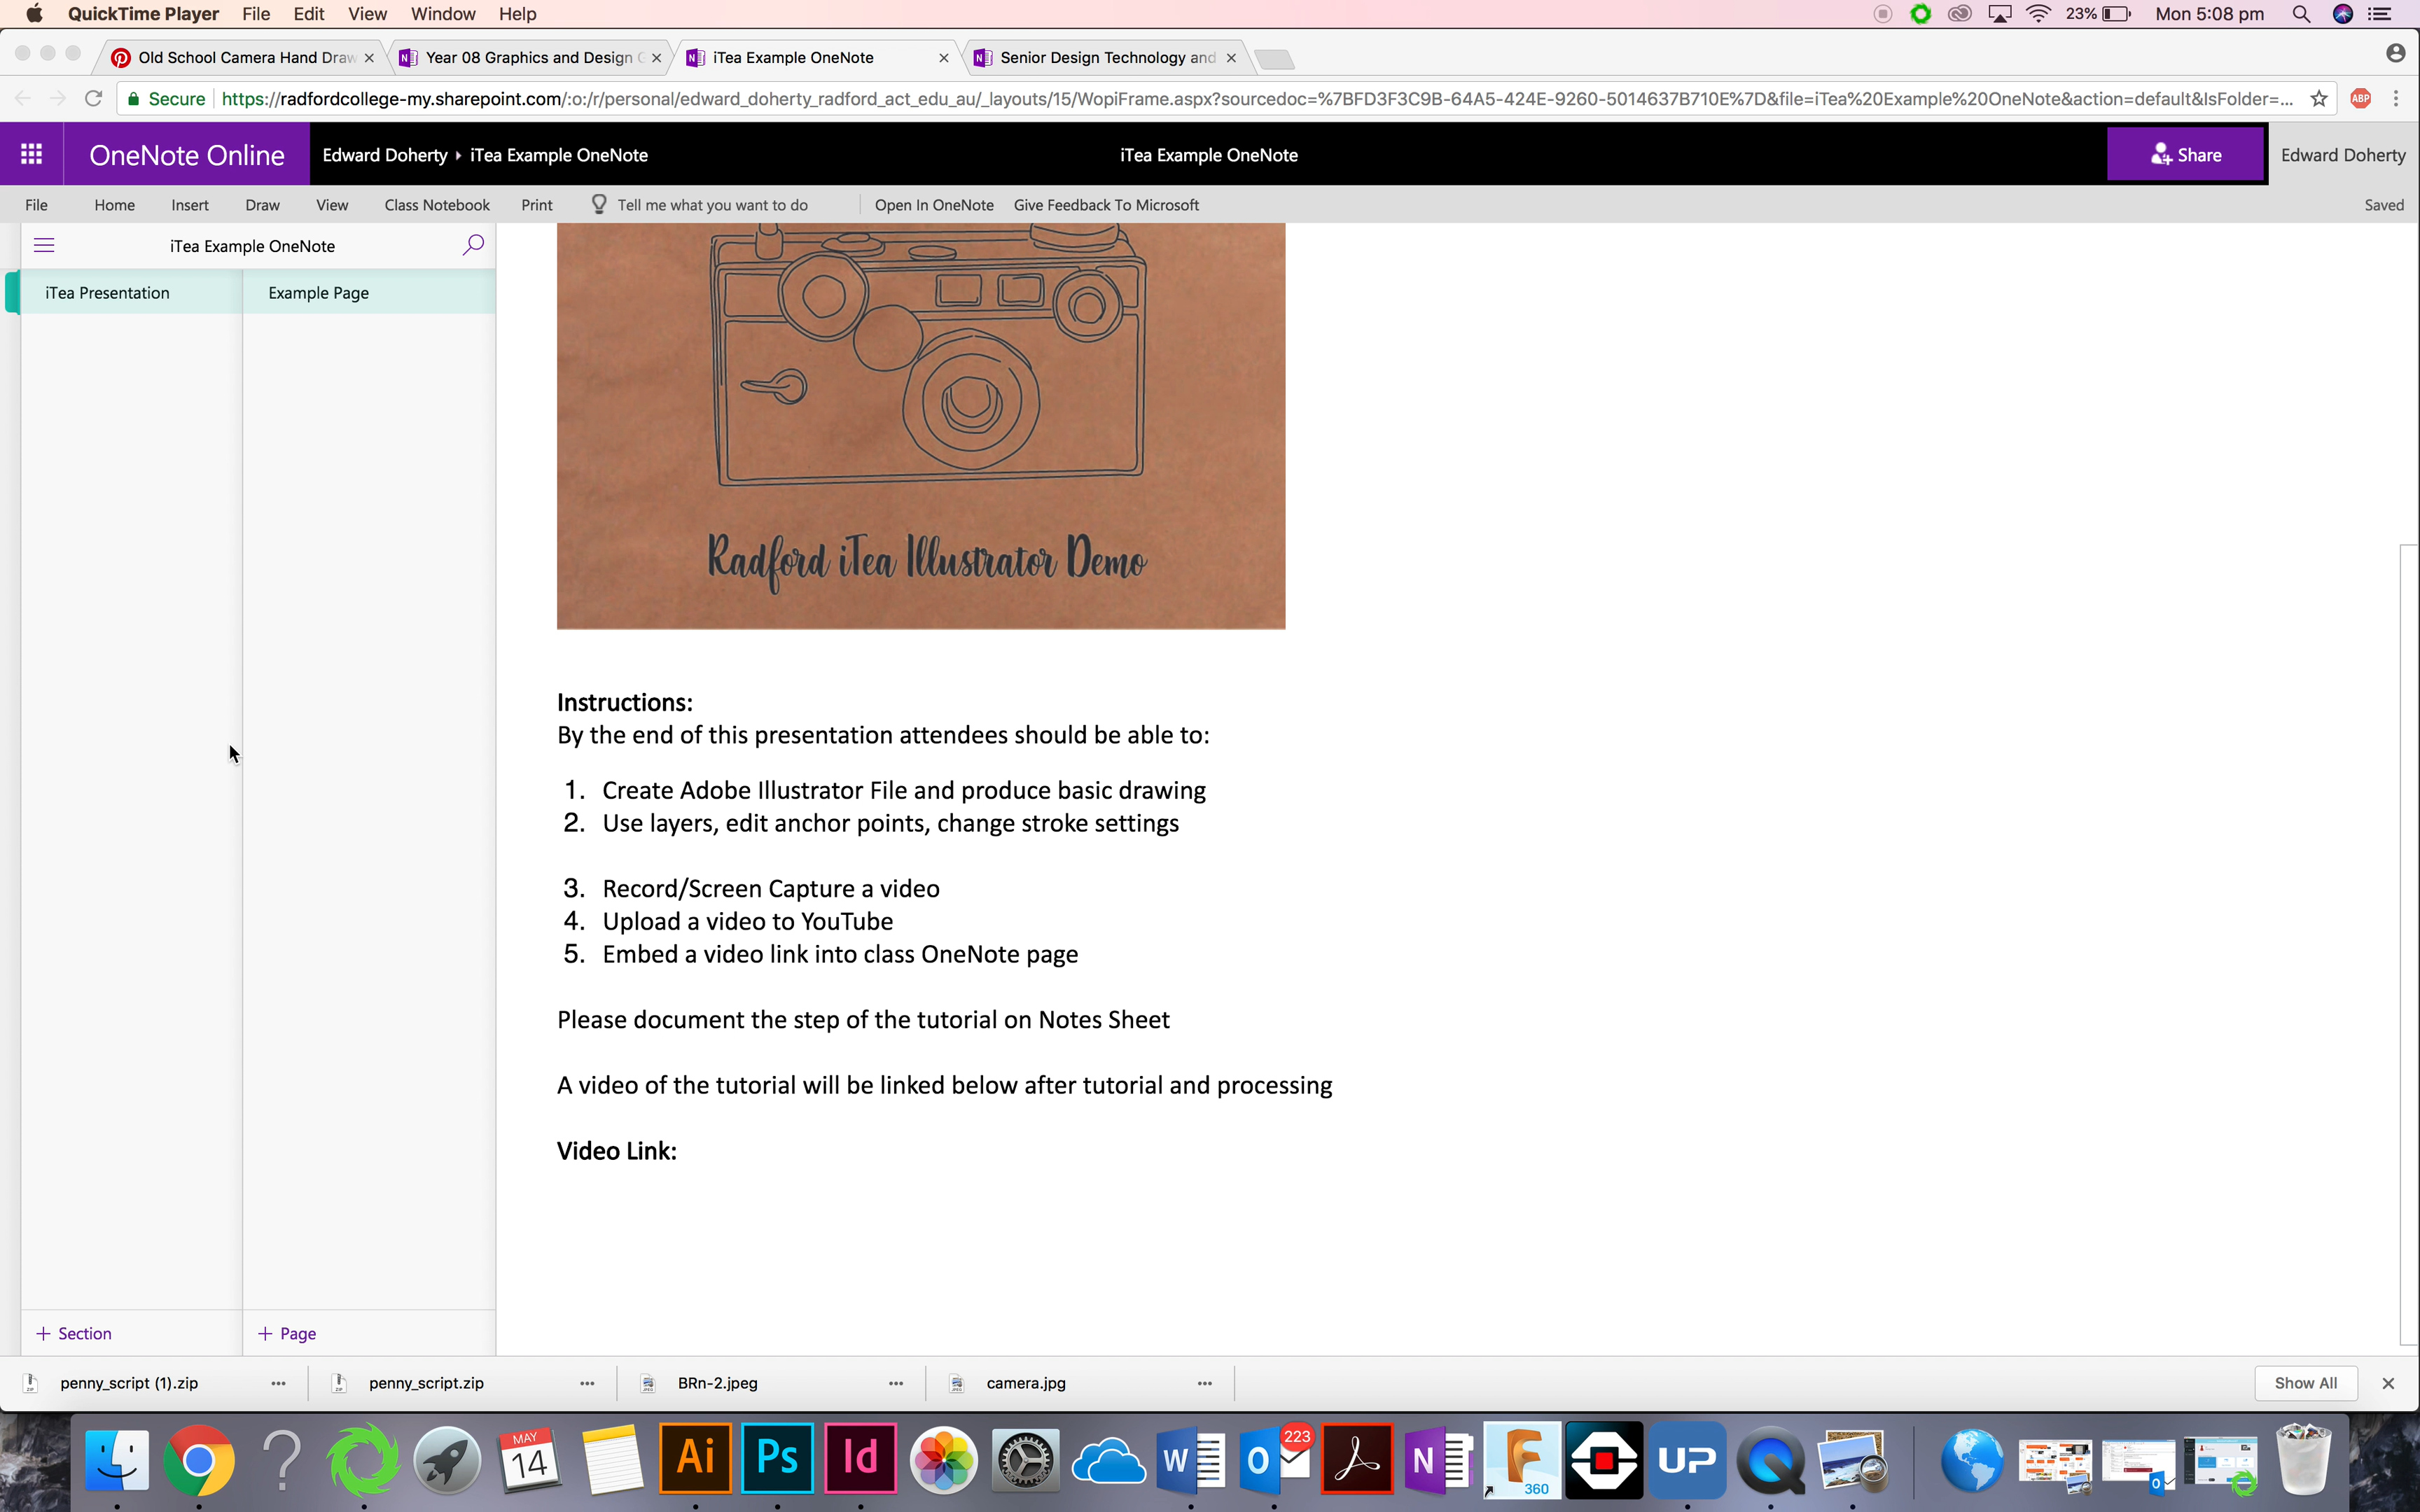 QuickTime Player File Edit View Window Help 23% Mon 5:08 pm
Old School Camera Hand Draw Year 08 Graphics and Design iTea Example OneNote Senior Design Technology and
Secure https://radfordcollege-my.sharepoint.com/:o:/r/personal/edward_doherty_radford_act_edu_au/_layouts/15/WopiFrame.aspx?sourcedoc=%7BFD3F3C9B-64A5-424E-9260-5014637B710E%7D&file=iTea%20Example%20OneNote&action=default&IsFolder=... ABP
OneNote Online Edward Doherty iTea Example OneNote iTea Example OneNote Share Edward Doherty
File Home Insert Draw View Class Notebook Print Tell me what you want to do Open In OneNote Give Feedback To Microsoft Saved
iTea Example OneNote
iTea Presentation Example Page
Radford iTea Illustrator Demo
Instructions:
By the end of this presentation attendees should be able to:
1. Create Adobe Illustrator File and produce basic drawing
2. Use layers, edit anchor points, change stroke settings
3. Record/Screen Capture a video
4. Upload a video to YouTube
5. Embed a video link into class OneNote page
Please document the step of the tutorial on Notes Sheet
A video of the tutorial will be linked below after tutorial and processing
Video Link:
+ Section + Page
penny_script (1).zip ... penny_script.zip ... BRn-2.jpeg ... camera.jpg ... Show All
MAY 14 Ai Ps Id W O 223 N F 360 UP